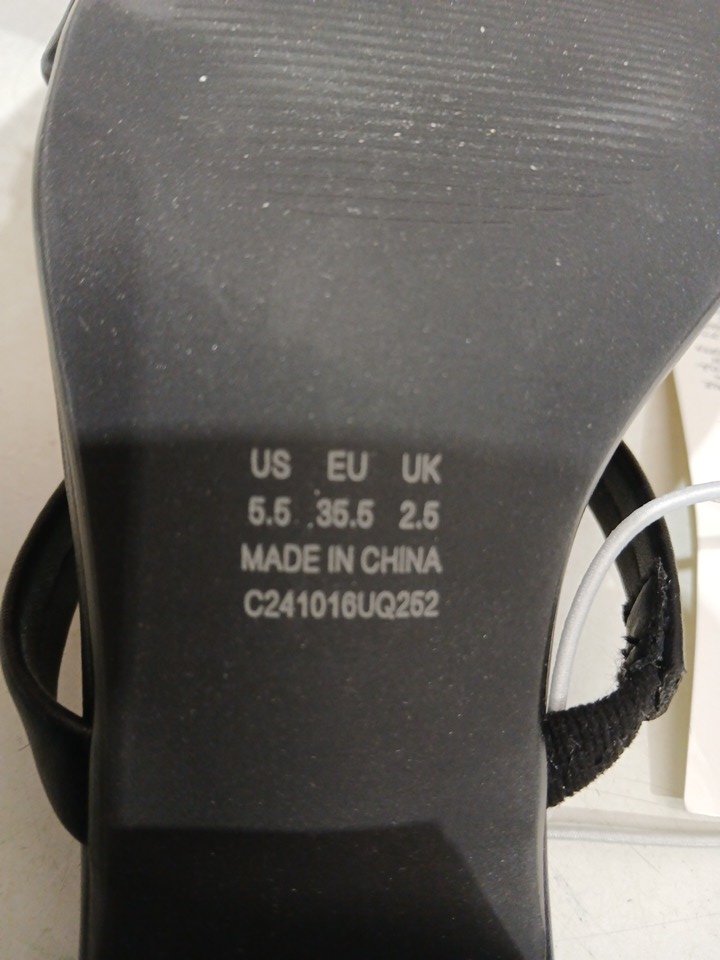 US EU UK
5.5 35.5 2.5
MADE IN CHINA
C241016UQ252